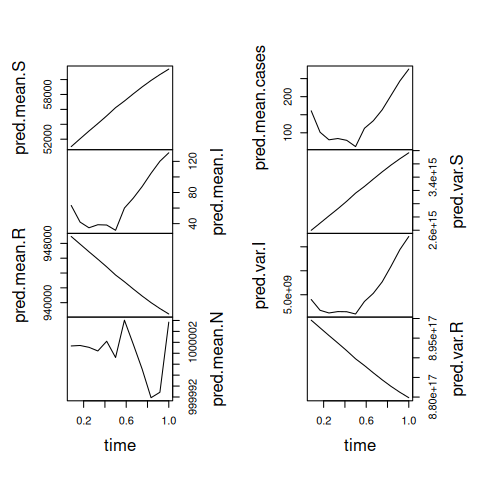 pred.mean.S
52000
58000
pred.mean.I
40
80
120
pred.mean.R
940000
948000
pred.mean.N
999992
1000002
0.2
0.6
1.0
time
pred.mean.cases
100
200
pred.var.S
2.6e+15
3.4e+15
pred.var.I
5.0e+09
pred.var.R
8.80e+17
8.95e+17
0.2
0.6
1.0
time